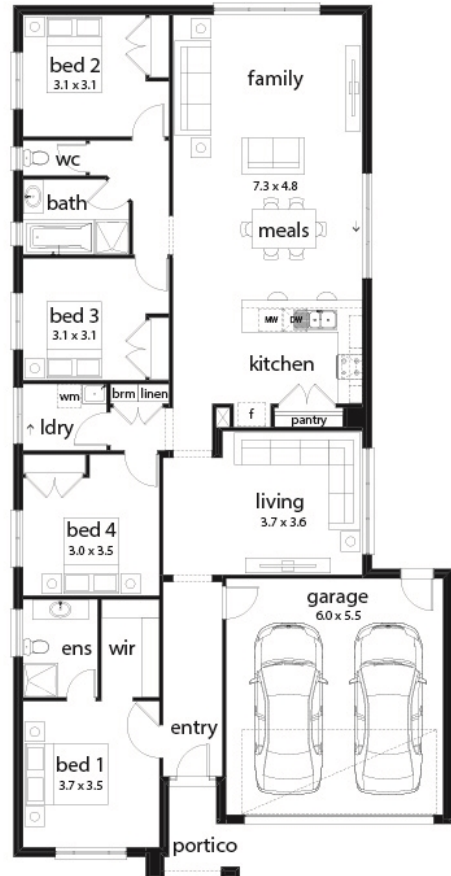 bed 2
3.1 x 3.1
family
wc
7.3 x 4.8
bath
meals
bed 3
3.1 x 3.1
MW
DW
kitchen
wm
brm
linen
f
pantry
ldry
living
3.7 x 3.6
bed 4
3.0 x 3.5
garage
6.0 x 5.5
ens
wir
entry
bed 1
3.7 x 3.5
portico